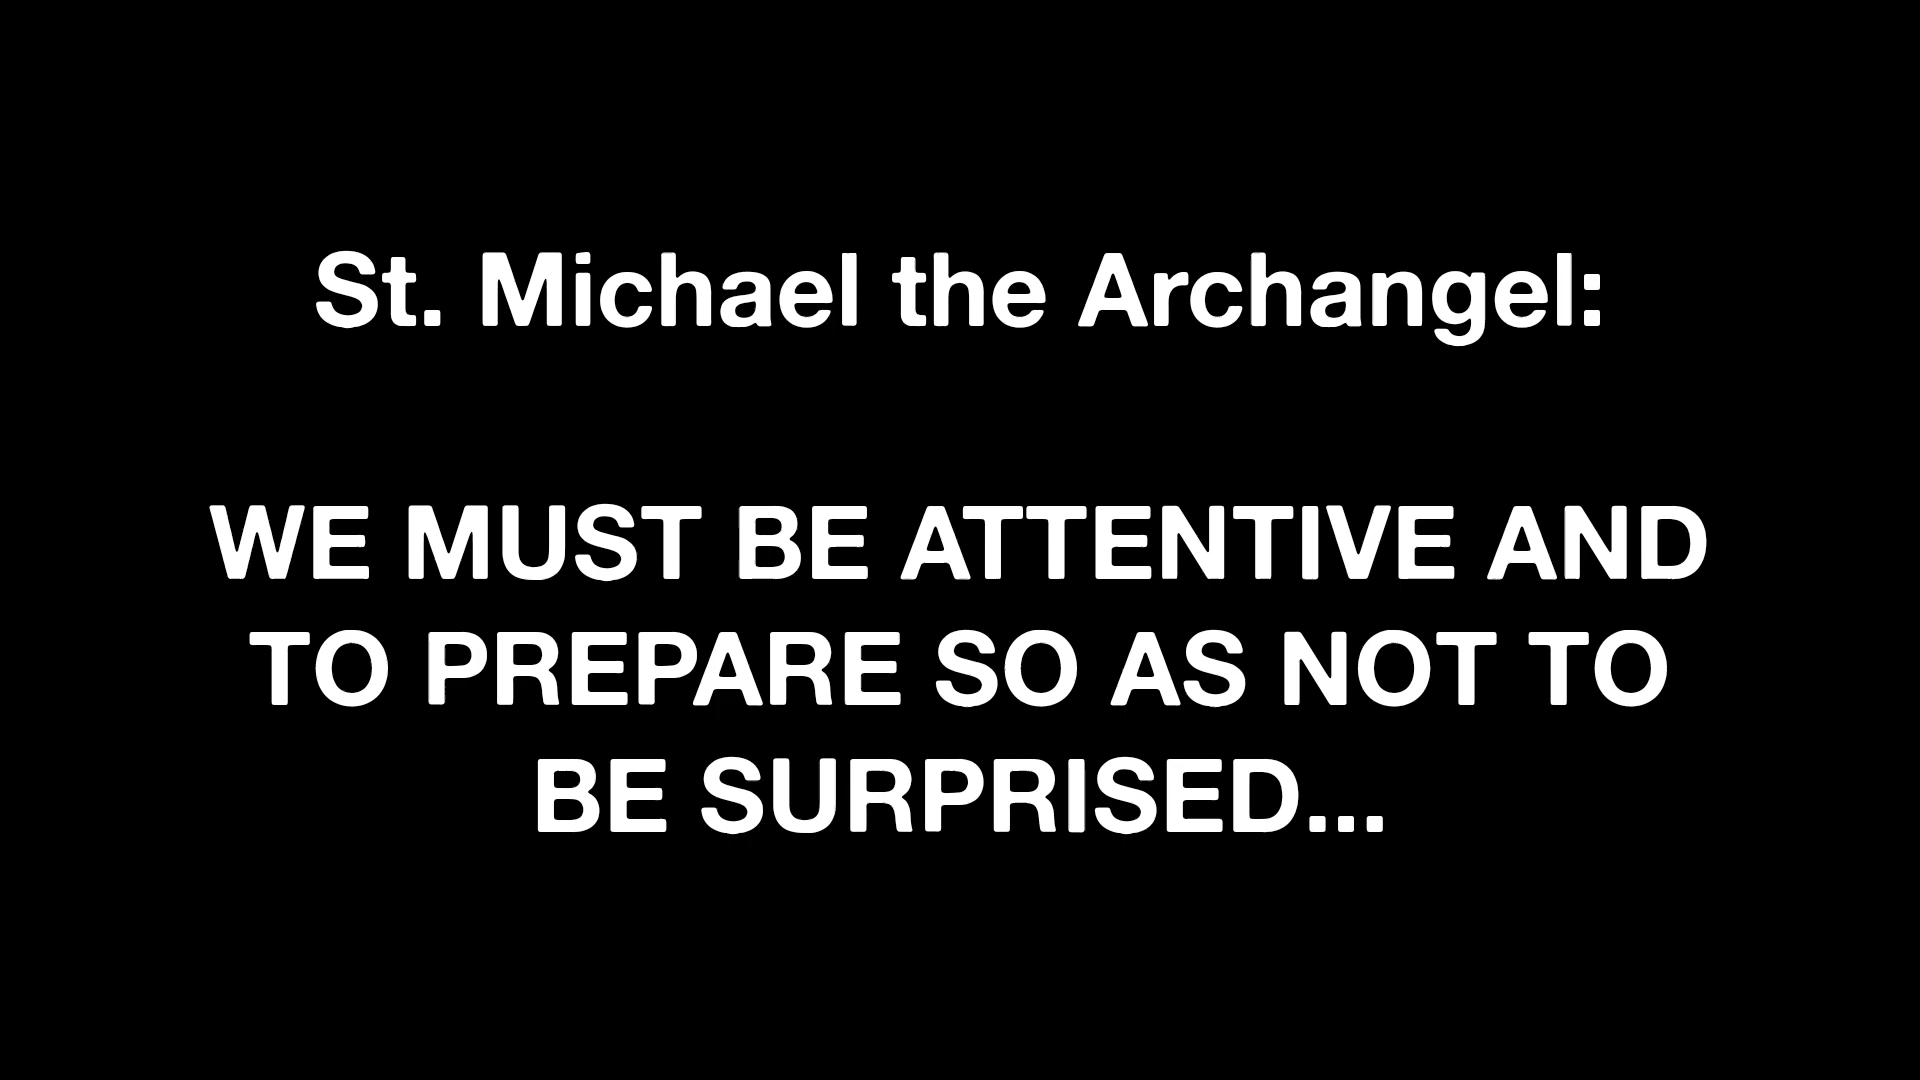 St. Michael the Archangel:
WE MUST BE ATTENTIVE AND
TO PREPARE SO AS NOT TO
BE SURPRISED...